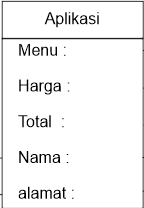 Aplikasi
Menu :
Harga :
Total :
Nama :
alamat :